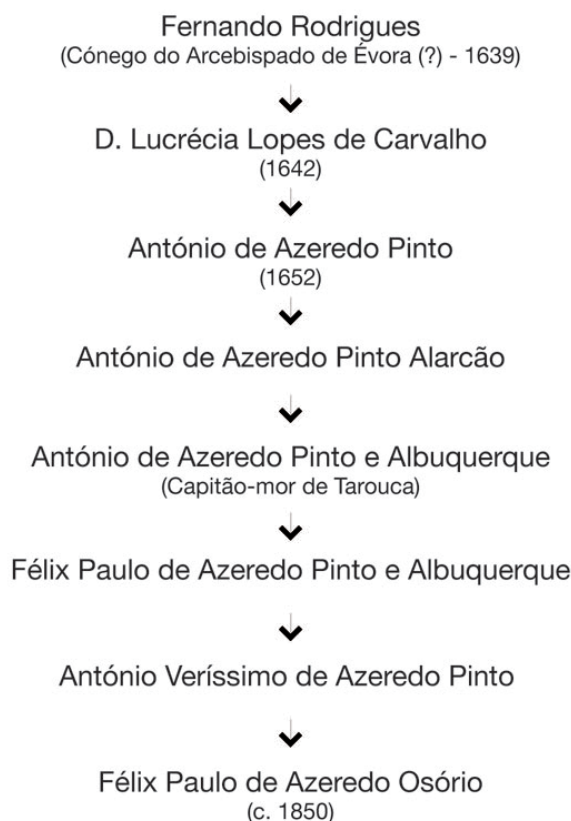 Fernando Rodrigues
(Cónego do Arcebispado de Évora (?) - 1639)
D. Lucrécia Lopes de Carvalho
(1642)
António de Azeredo Pinto
(1652)
António de Azeredo Pinto Alarcão
António de Azeredo Pinto e Albuquerque
(Capitão-mor de Tarouca)
Félix Paulo de Azeredo Pinto e Albuquerque
António Veríssimo de Azeredo Pinto
Félix Paulo de Azeredo Osório
(c. 1850)